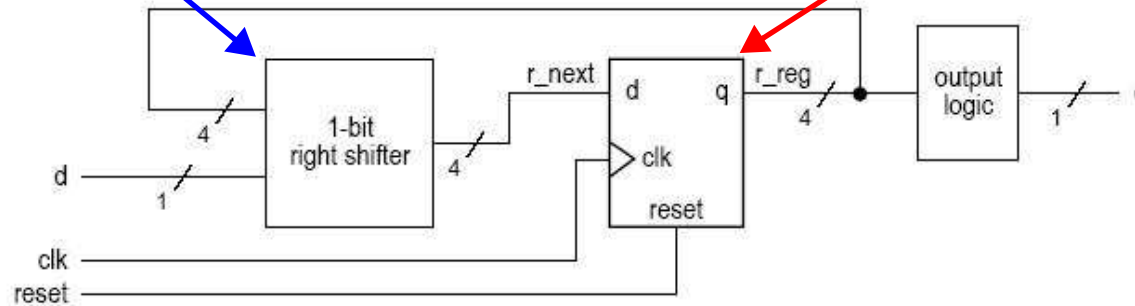 r_next
r_reg
d
q
output
logic
4
1
4
1-bit
right shifter
4
clk
d
1
reset
clk
reset